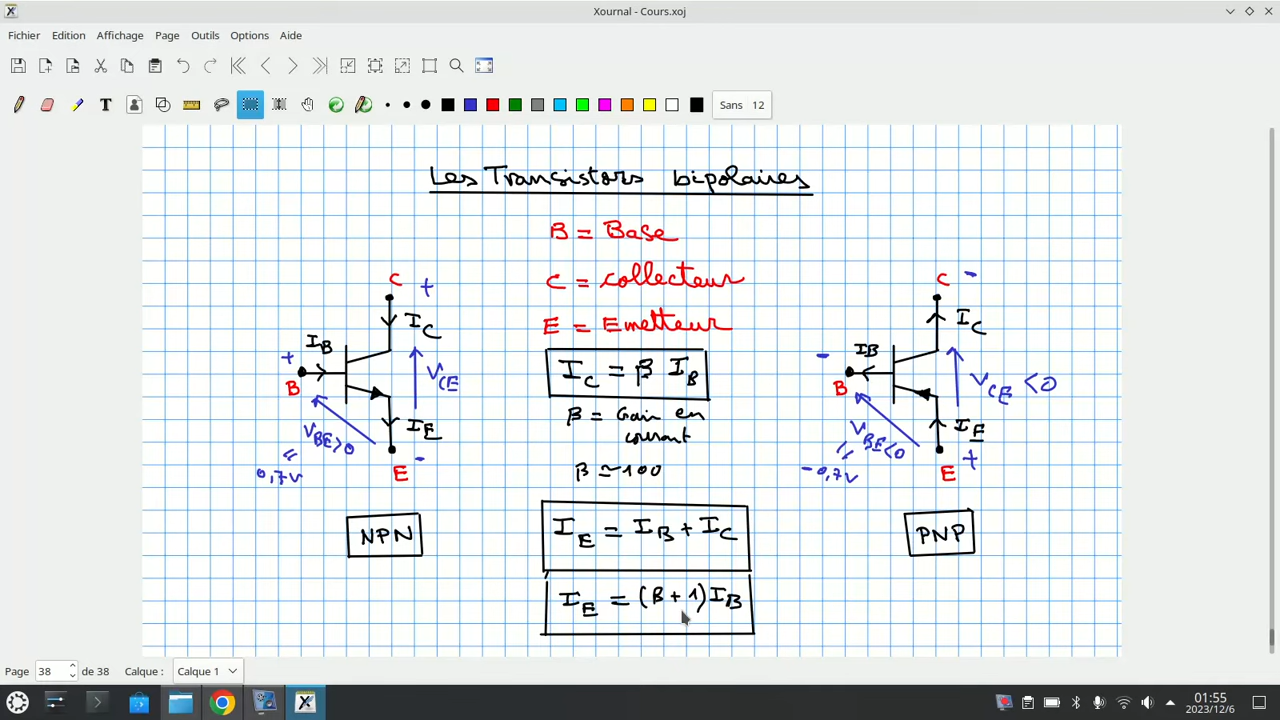 Xournal - Cours.xoj
Fichier Edition Affichage Page Outils Options Aide
T
Sans 12
Les Transistors bipolaires
B = Base
C = collecteur
E = Emetteur
I_C = β I_B
β = Gain en
courant
β ≃ 100
I_E = I_B + I_C
I_E = (β + 1) I_B
C +
I_C
I_B
+
B
V_CE
V_BE > 0
I_E
≃
0,7V
E -
NPN
C -
I_C
IB
-
B
V_CE < 0
V_BE < 0
I_E
≃
-0,7V
E +
PNP
Page 38 de 38 Calque : Calque 1
01:55
2023/12/6